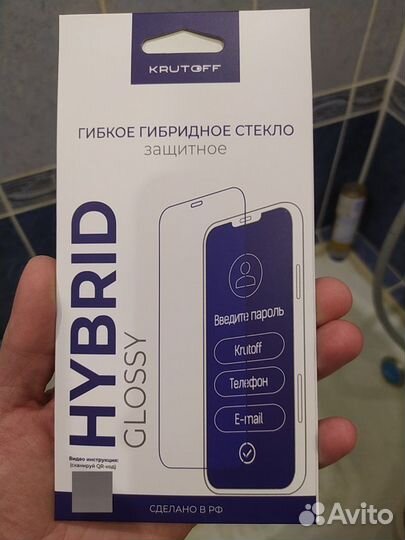 KRUTOFF
ГИБКОЕ ГИБРИДНОЕ СТЕКЛО
защитное
HYBRID
GLOSSY
Введите пароль
Krutoff
Телефон
E-mail
Видео инструкция:
(сканируй QR-код)
СДЕЛАНО В РФ
Avito